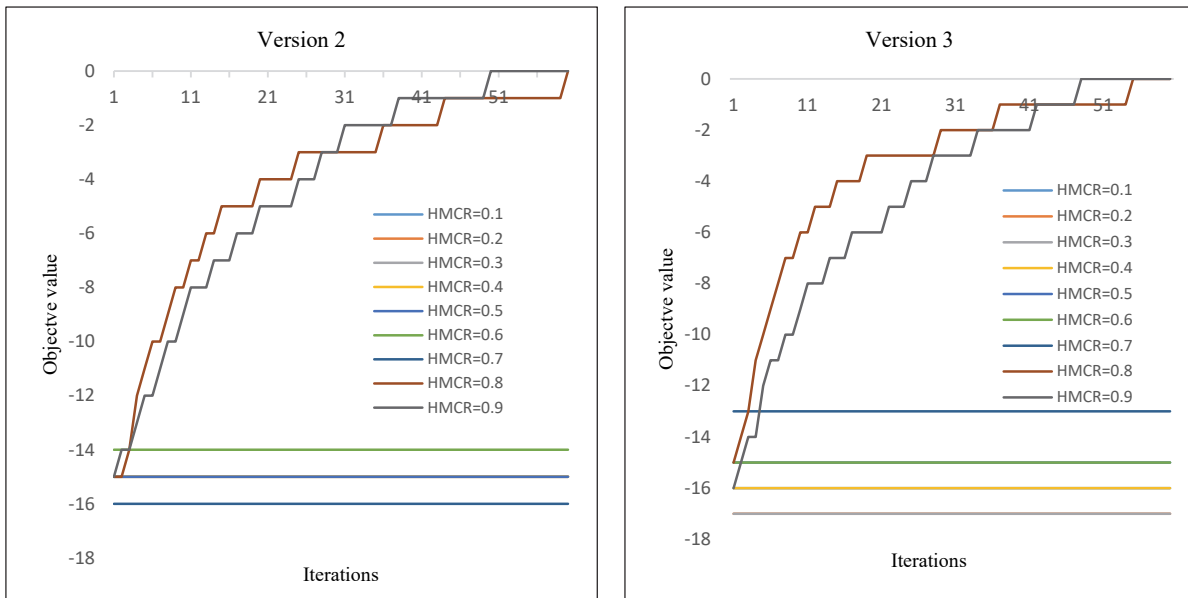 Version 2
0
1 11 21 31 41 51
-2
-4
-6
-8
-10
-12
-14
-16
-18
Objectve value
HMCR=0.1
HMCR=0.2
HMCR=0.3
HMCR=0.4
HMCR=0.5
HMCR=0.6
HMCR=0.7
HMCR=0.8
HMCR=0.9
Iterations
Version 3
0
1 11 21 31 41 51
-2
-4
-6
-8
-10
-12
-14
-16
-18
Objective value
HMCR=0.1
HMCR=0.2
HMCR=0.3
HMCR=0.4
HMCR=0.5
HMCR=0.6
HMCR=0.7
HMCR=0.8
HMCR=0.9
Iterations